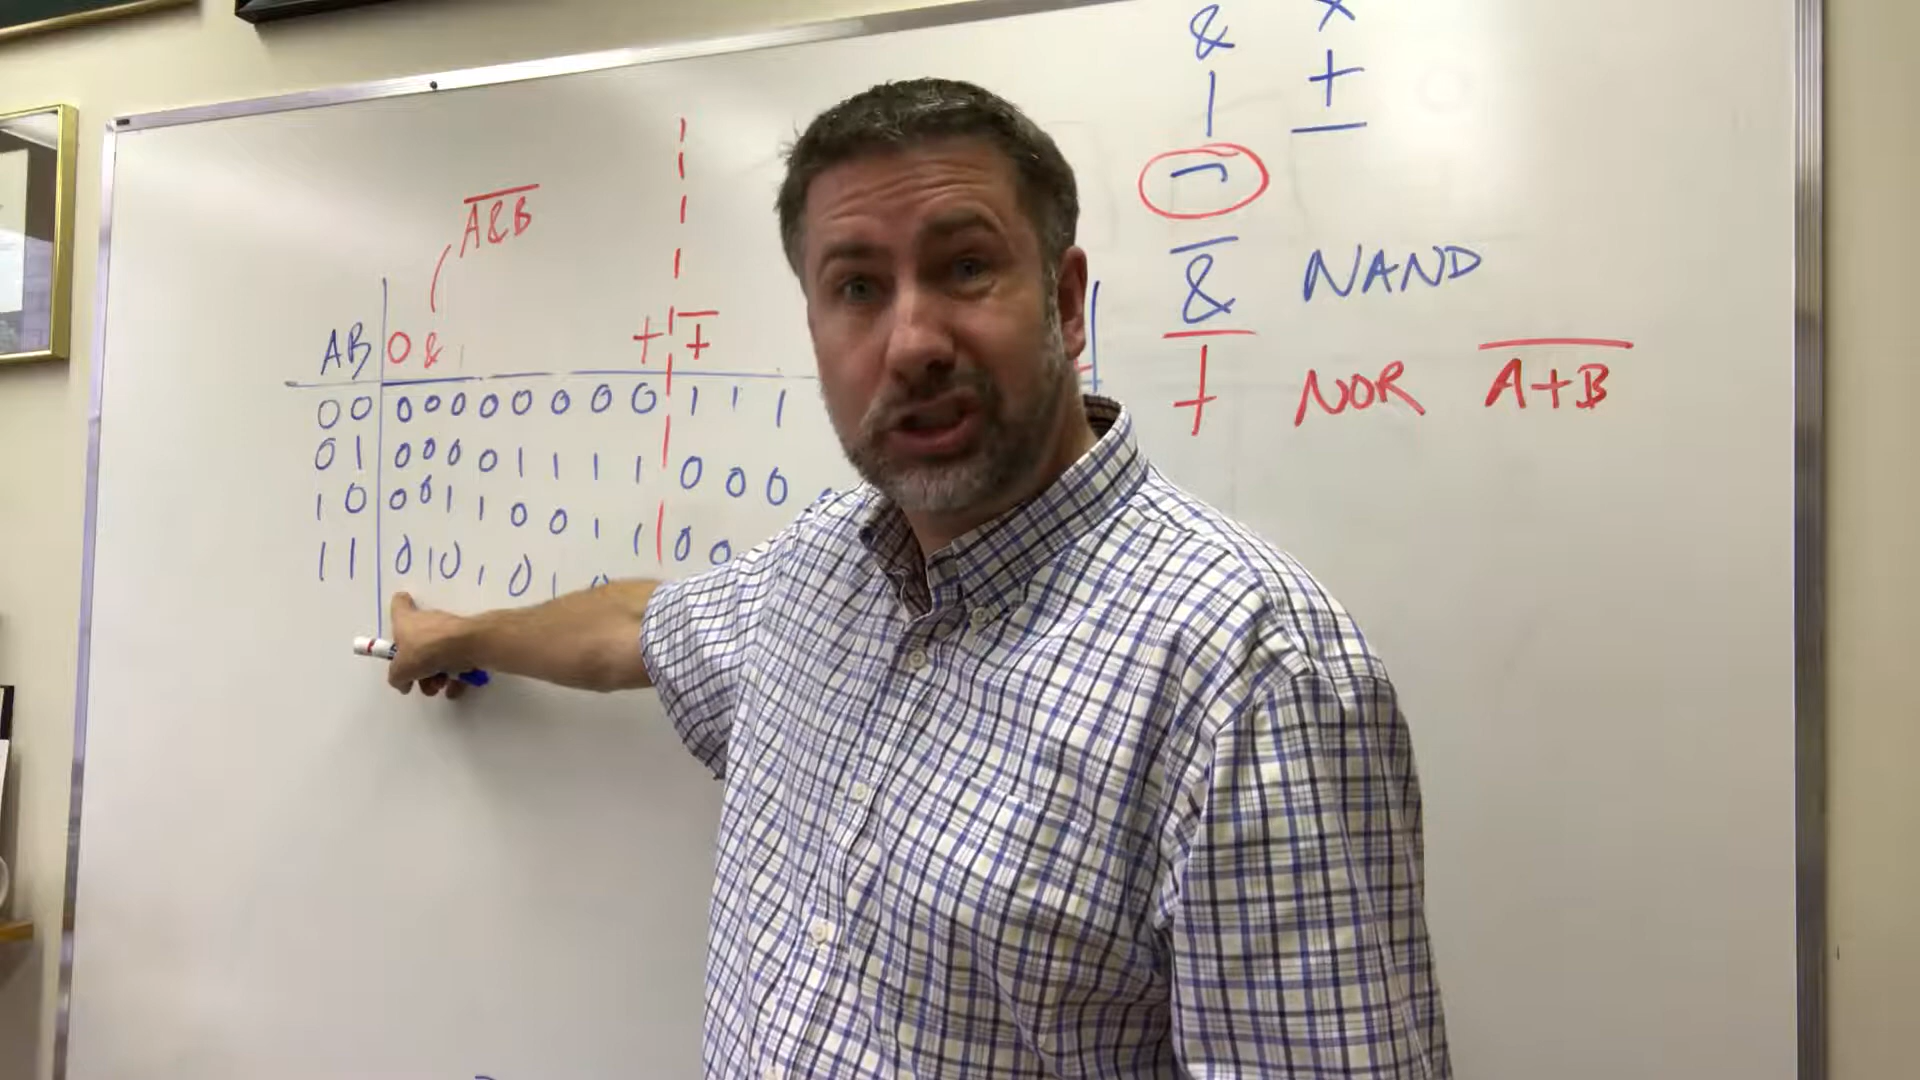 & ×
| +
¬
A&B
& NAND
+ NOR A+B
AB 0 & + +
00 0 0 0 0 0 0 0 0 1 1 1
01 0 0 0 0 1 1 1 1 0 0 0
10 0 0 1 1 0 0 1 1 0 0
11 0 1 0 1 0 1 0